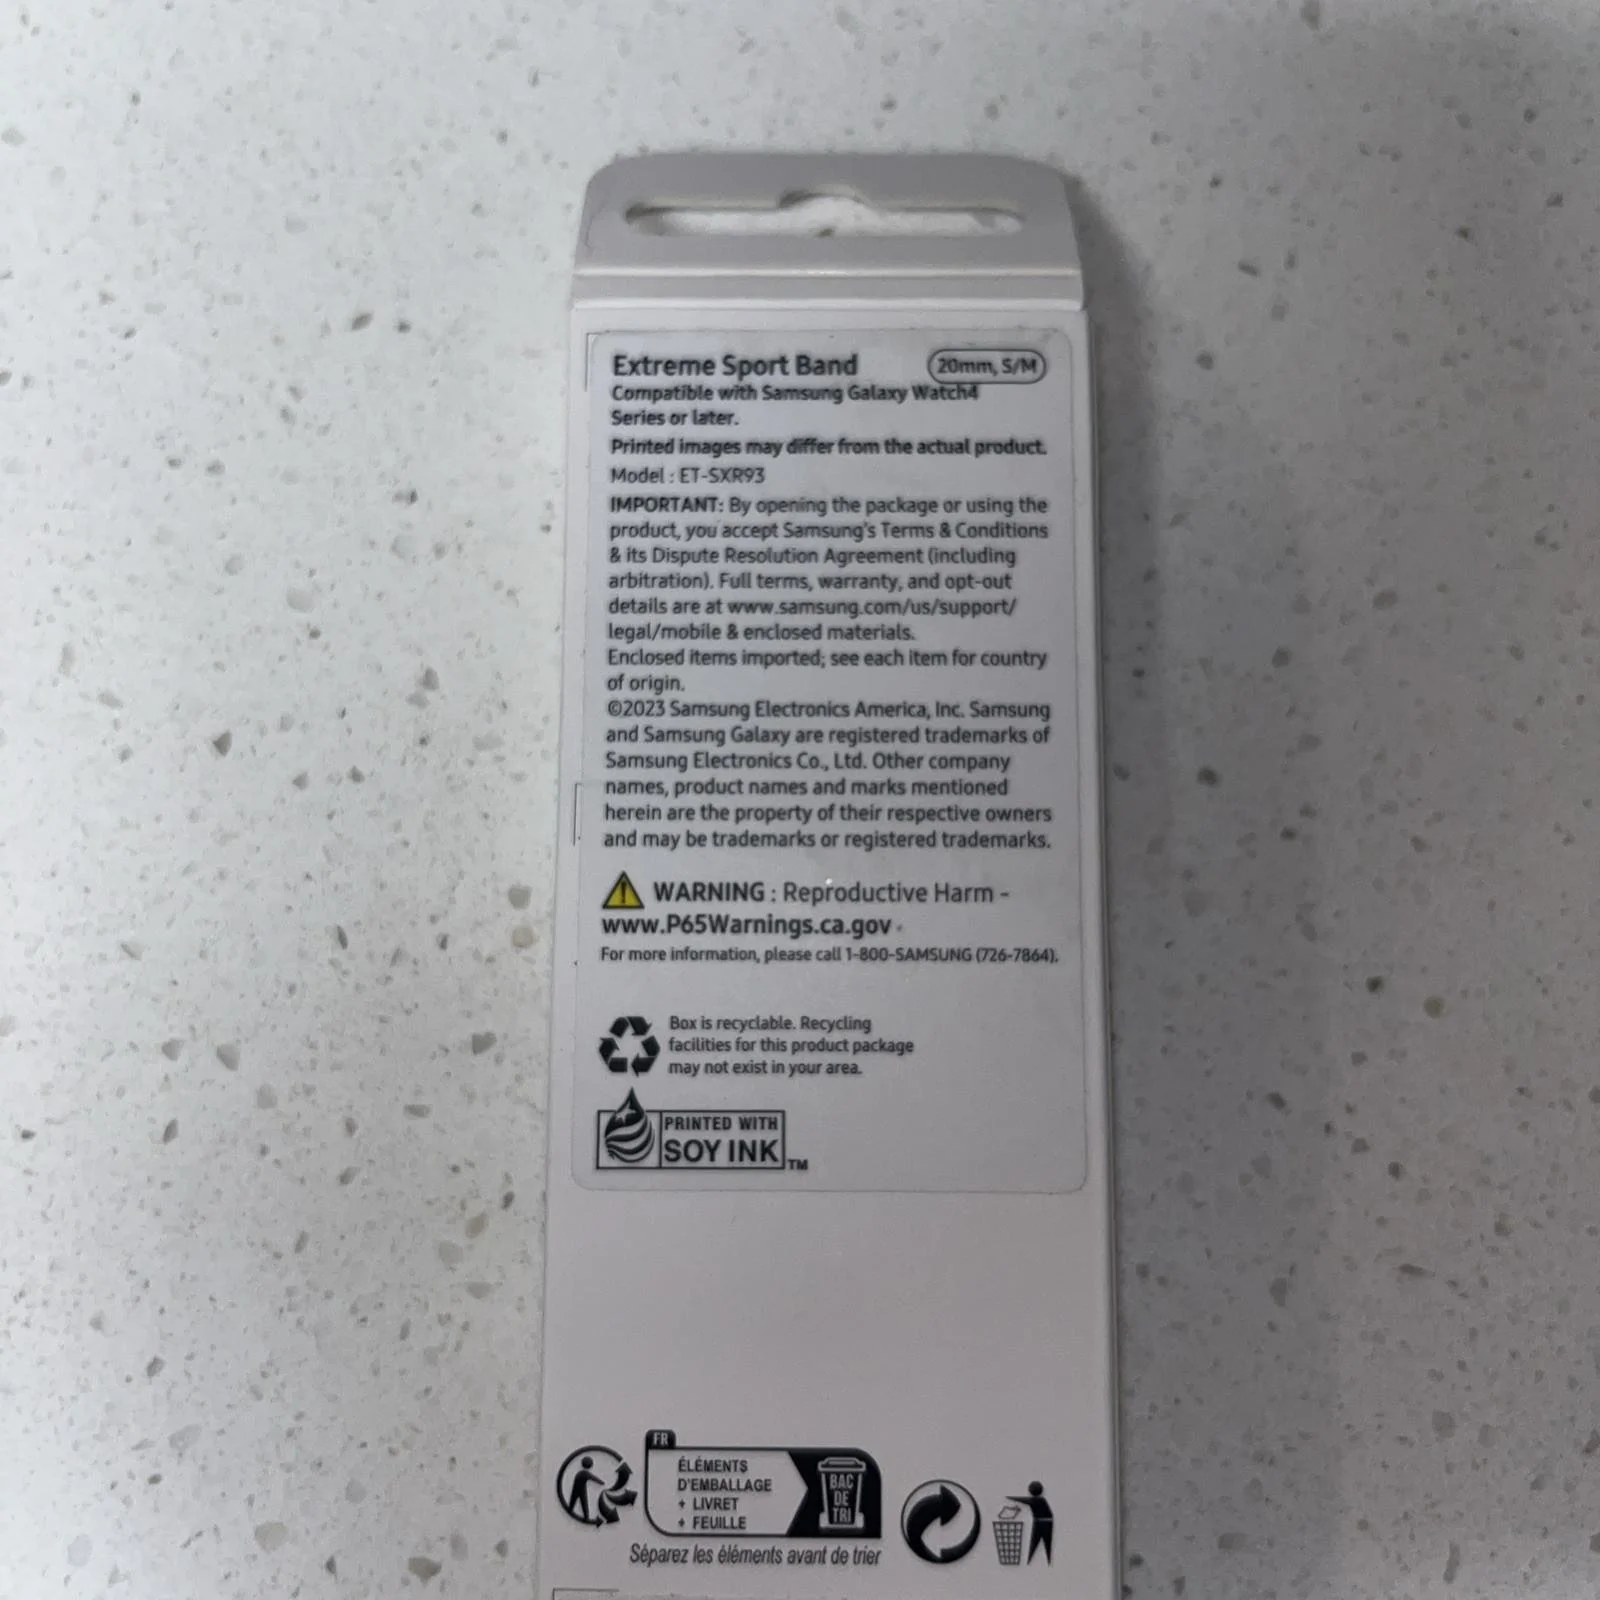 Extreme Sport Band
20mm, S/M
Compatible with Samsung Galaxy Watch4
Series or later.
Printed images may differ from the actual product.
Model : ET-SXR93
IMPORTANT: By opening the package or using the
product, you accept Samsung's Terms & Conditions
& its Dispute Resolution Agreement (including
arbitration). Full terms, warranty, and opt-out
details are at www.samsung.com/us/support/
legal/mobile & enclosed materials.
Enclosed items imported; see each item for country
of origin.
©2023 Samsung Electronics America, Inc. Samsung
and Samsung Galaxy are registered trademarks of
Samsung Electronics Co., Ltd. Other company
names, product names and marks mentioned
herein are the property of their respective owners
and may be trademarks or registered trademarks.
WARNING : Reproductive Harm -
www.P65Warnings.ca.gov.
For more information, please call 1-800-SAMSUNG (726-7864).
Box is recyclable. Recycling
facilities for this product package
may not exist in your area.
PRINTED WITH
SOY INK™
FR
ÉLÉMENTS
D'EMBALLAGE
+ LIVRET
+ FEUILLE
BAC
DE
TRI
Séparez les éléments avant de trier